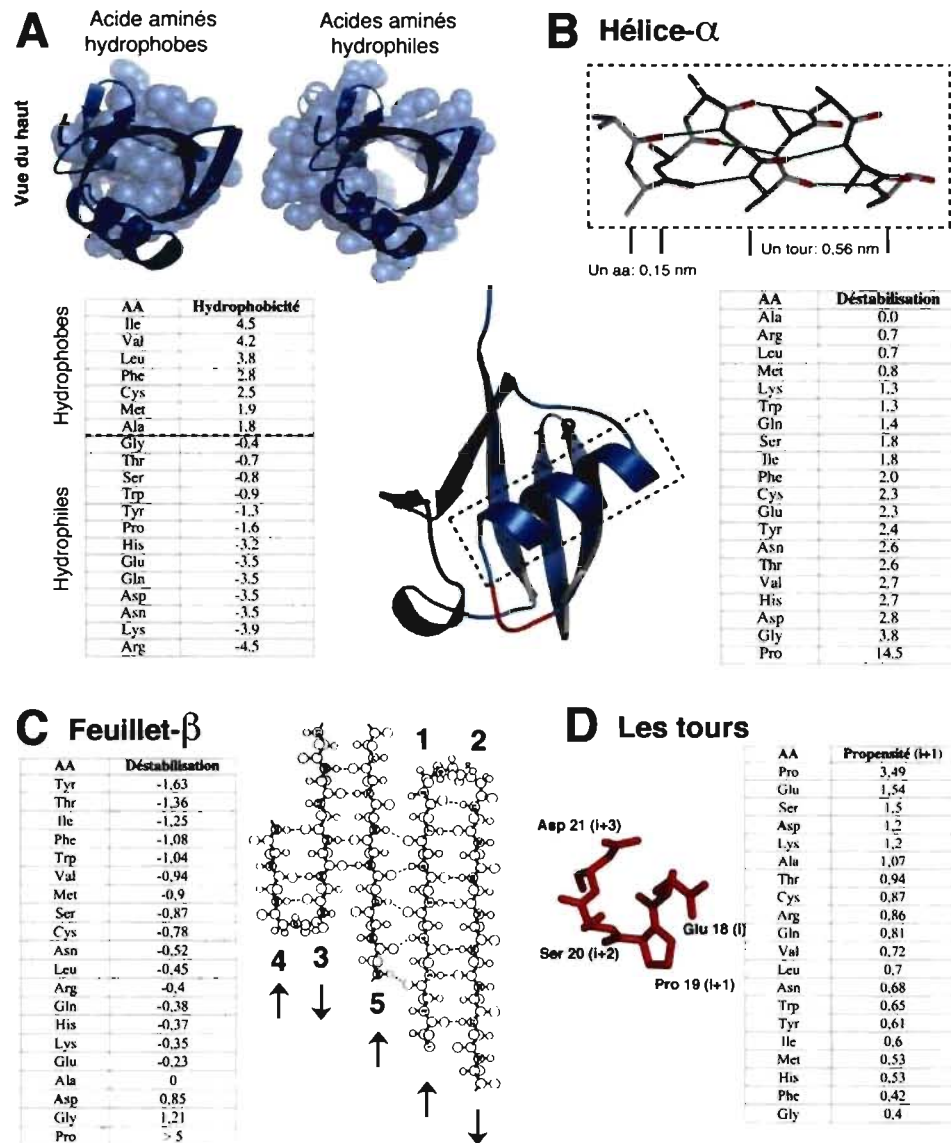 A
Acide aminés
hydrophobes
Acides aminés
hydrophiles
Vue du haut
AA Hydrophobicité
Ile 4.5
Val 4.2
Leu 3.8
Phe 2.8
Cys 2.5
Met 1.9
Ala 1.8
Gly -0.4
Thr -0.7
Ser -0.8
Trp -0.9
Tyr -1.3
Pro -1.6
His -3.2
Glu -3.5
Gln -3.5
Asp -3.5
Asn -3.5
Lys -3.9
Arg -4.5
Hydrophobes
Hydrophiles
B Hélice-α
Un tour: 0,56 nm
Un aa: 0,15 nm
AA Déstabilisation
Ala 0.0
Arg 0.7
Leu 0.7
Met 0.8
Lys 1.3
Trp 1.3
Gln 1.4
Ser 1.8
Ile 1.8
Phe 2.0
Cys 2.3
Glu 2.3
Tyr 2.4
Asn 2.6
Thr 2.6
Val 2.7
His 2.7
Asp 2.8
Gly 3.8
Pro 14.5
C Feuillet-β
AA Déstabilisation
Tyr -1,63
Thr -1,36
Ile -1,25
Phe -1,08
Trp -1,04
Val -0,94
Met -0,9
Ser -0,87
Cys -0,78
Asn -0,52
Leu -0,45
Arg -0,4
Gln -0,38
His -0,37
Lys -0,35
Glu -0,23
Ala 0
Asp 0,85
Gly 1,21
Pro > 5
1 2
4 3
5
D Les tours
Asp 21 (i+3)
Glu 18 (i)
Ser 20 (i+2)
Pro 19 (i+1)
AA Propensité (i+1)
Pro 3,49
Glu 1,54
Ser 1,5
Asp 1,2
Lys 1,2
Ala 1,07
Thr 0,94
Cys 0,87
Arg 0,86
Gln 0,81
Val 0,72
Leu 0,7
Asn 0,68
Trp 0,65
Tyr 0,61
Ile 0,6
Met 0,53
His 0,53
Phe 0,42
Gly 0,4